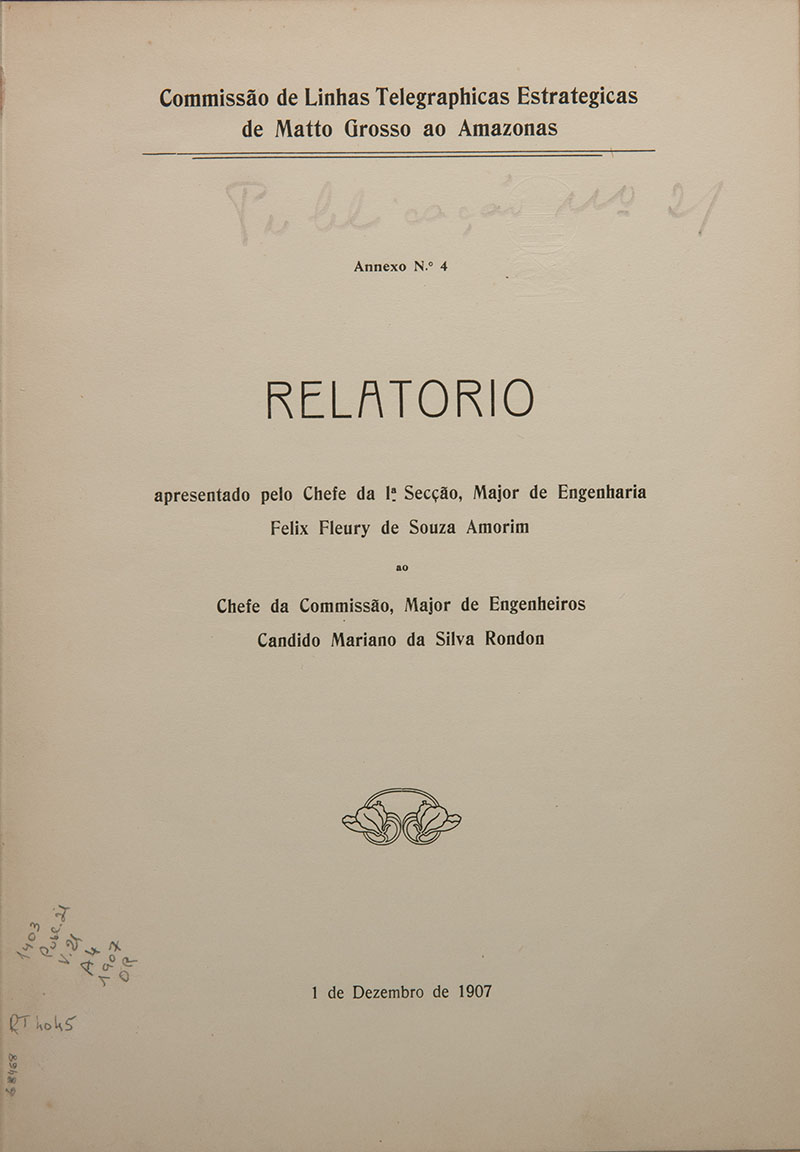 Commissão de Linhas Telegraphicas Estrategicas
de Matto Grosso ao Amazonas
Publicação Nº 21
Annexo N.º 4
RELATORIO
apresentado pelo Chefe da 1ª Secção, Major de Engenharia
Felix Fleury de Souza Amorim
ao
Chefe da Commissão, Major de Engenheiros
Candido Mariano da Silva Rondon
1 de Dezembro de 1907